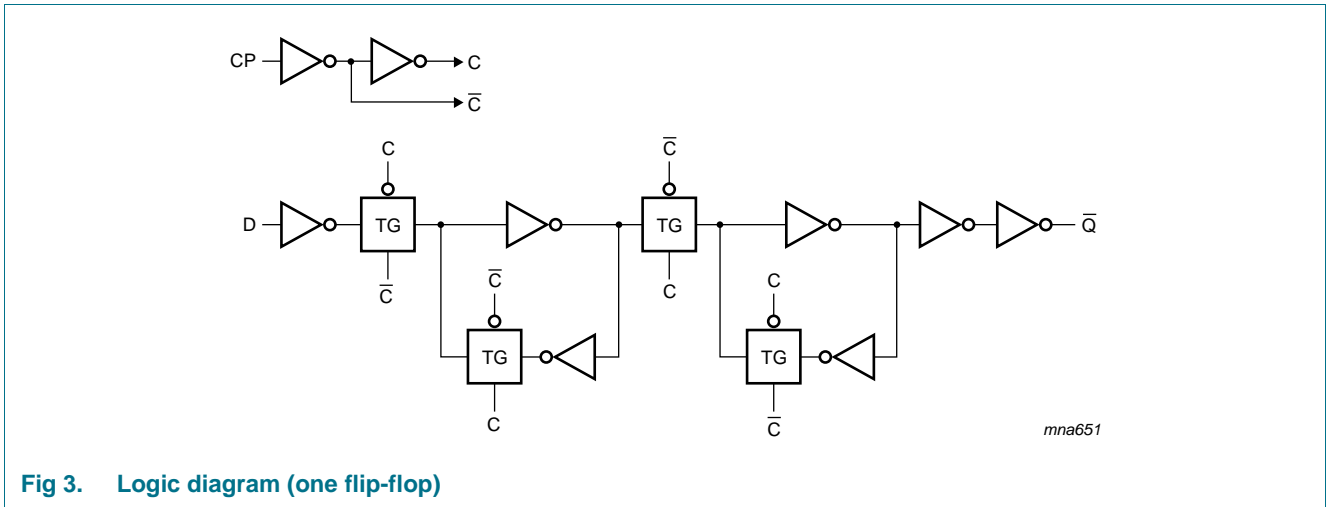 CP
C
C̅
C
C̅
D
TG
TG
Q̅
C̅
C
C̅
C
TG
TG
C
C̅
mna651
Fig 3. Logic diagram (one flip-flop)